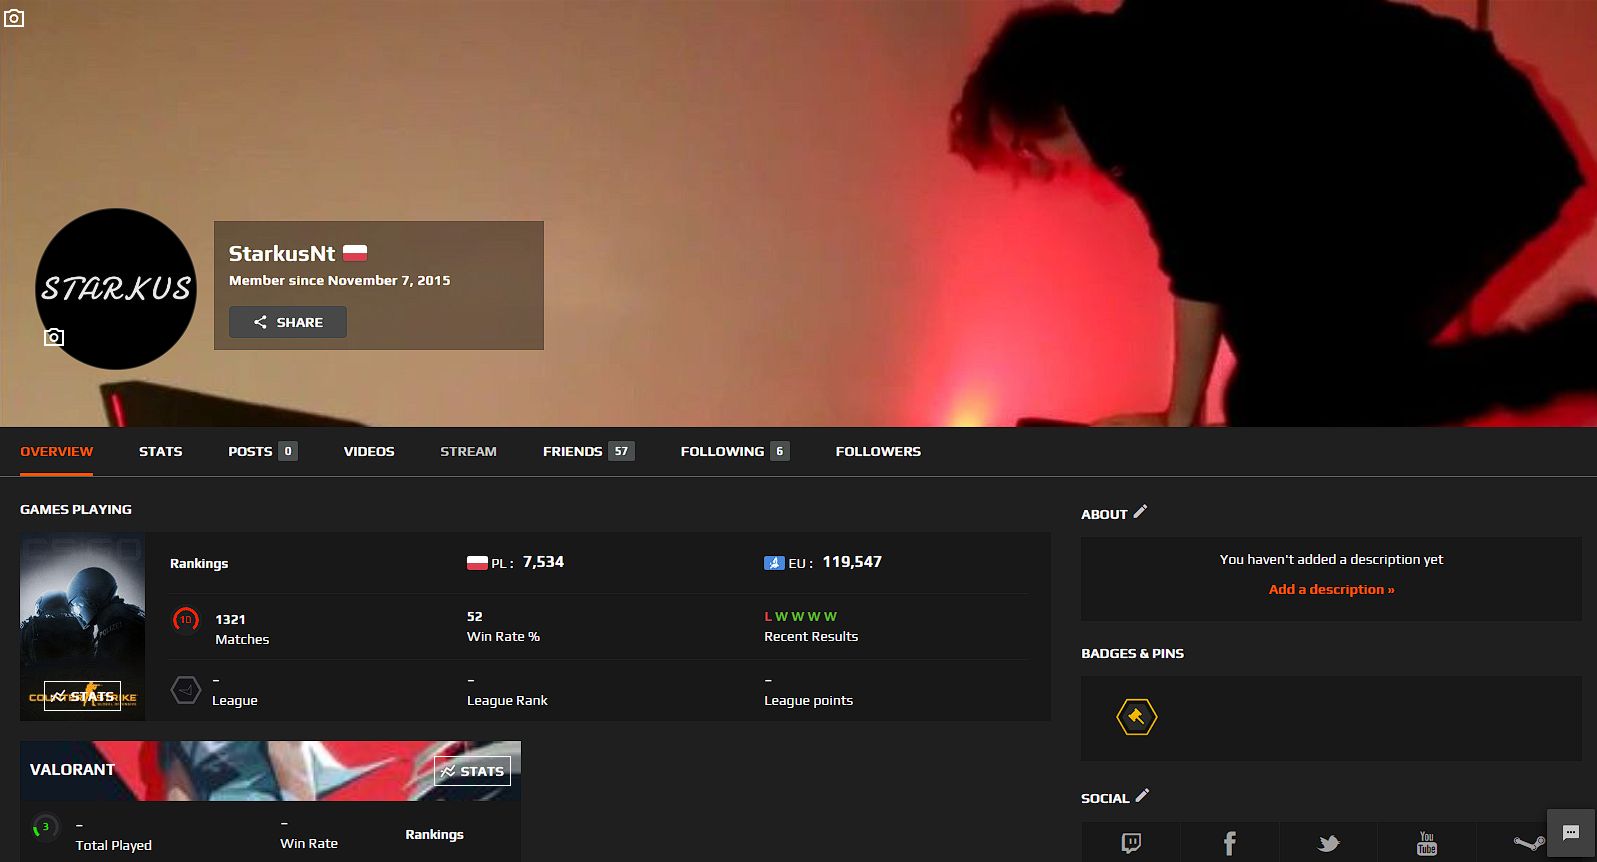 STARKUS
StarkusNt
Member since November 7, 2015
SHARE
OVERVIEW STATS POSTS 0 VIDEOS STREAM FRIENDS 57 FOLLOWING 6 FOLLOWERS
GAMES PLAYING
Rankings PL : 7,534 EU : 119,547
10 1321 52 L W W W W
Matches Win Rate % Recent Results
– – –
League League Rank League points
STATS
VALORANT STATS
3 – –
Total Played Win Rate Rankings
ABOUT
You haven't added a description yet
Add a description »
BADGES & PINS
SOCIAL
You
Tube